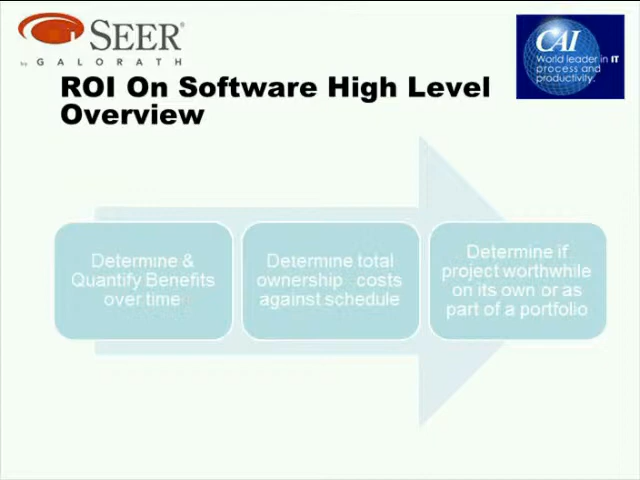 SEER®
by GALORATH
CAI
World leader in IT
process and
productivity.
ROI On Software High Level
Overview
Determine &
Quantify Benefits
over time
Determine total
ownership costs
against schedule
Determine if
project worthwhile
on its own or as
part of a portfolio